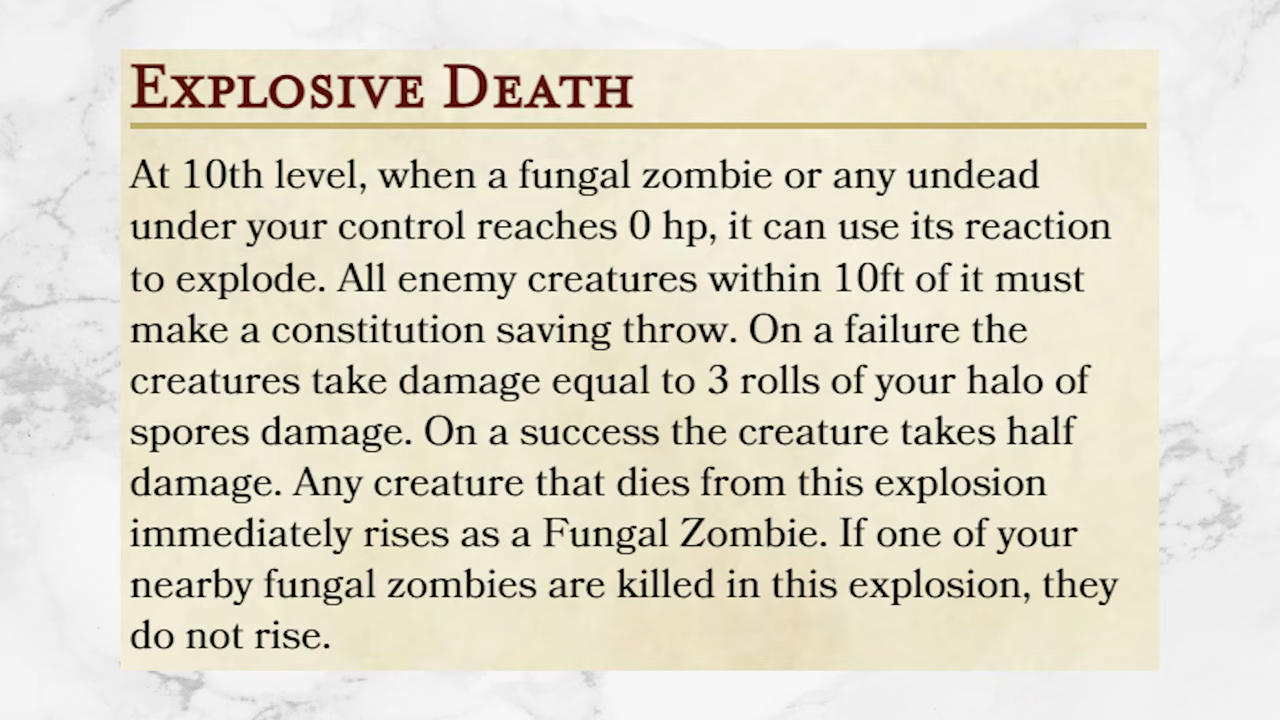 Explosive Death
At 10th level, when a fungal zombie or any undead
under your control reaches 0 hp, it can use its reaction
to explode. All enemy creatures within 10ft of it must
make a constitution saving throw. On a failure the
creatures take damage equal to 3 rolls of your halo of
spores damage. On a success the creature takes half
damage. Any creature that dies from this explosion
immediately rises as a Fungal Zombie. If one of your
nearby fungal zombies are killed in this explosion, they
do not rise.